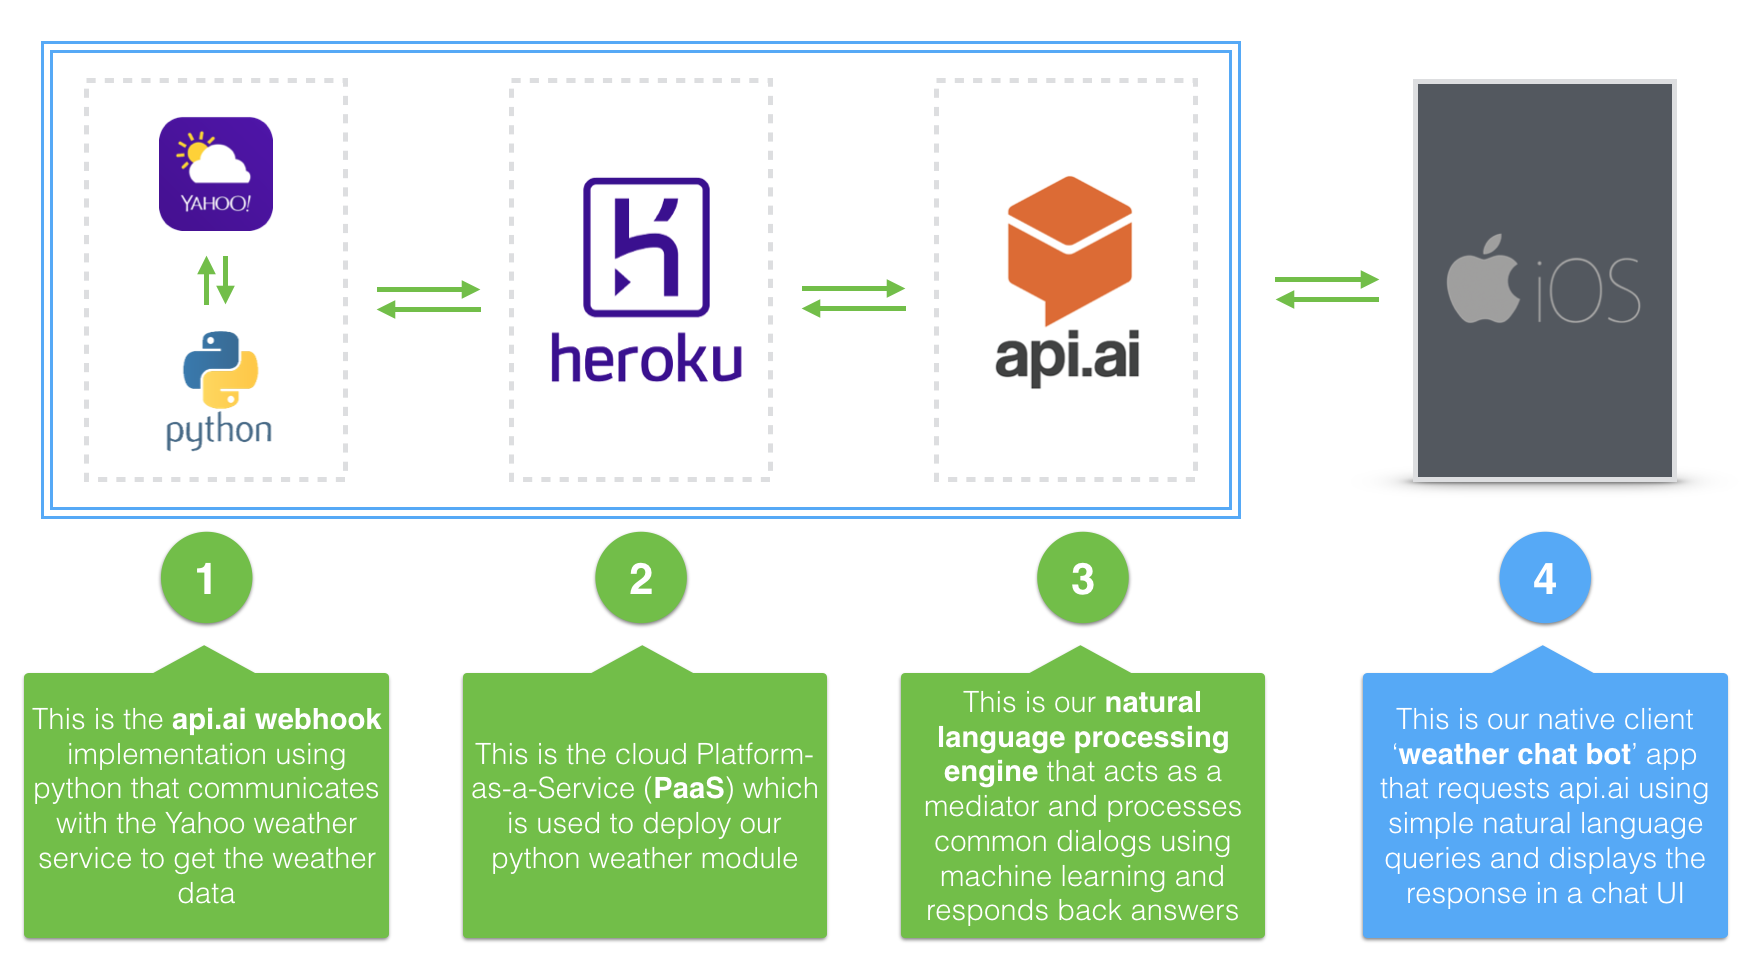 YAHOO!
python
heroku
api.ai
iOS
1
2
3
4
This is the api.ai webhook
implementation using
python that communicates
with the Yahoo weather
service to get the weather
data
This is the cloud Platform-
as-a-Service (PaaS) which
is used to deploy our
python weather module
This is our natural
language processing
engine that acts as a
mediator and processes
common dialogs using
machine learning and
responds back answers
This is our native client
‘weather chat bot’ app
that requests api.ai using
simple natural language
queries and displays the
response in a chat UI